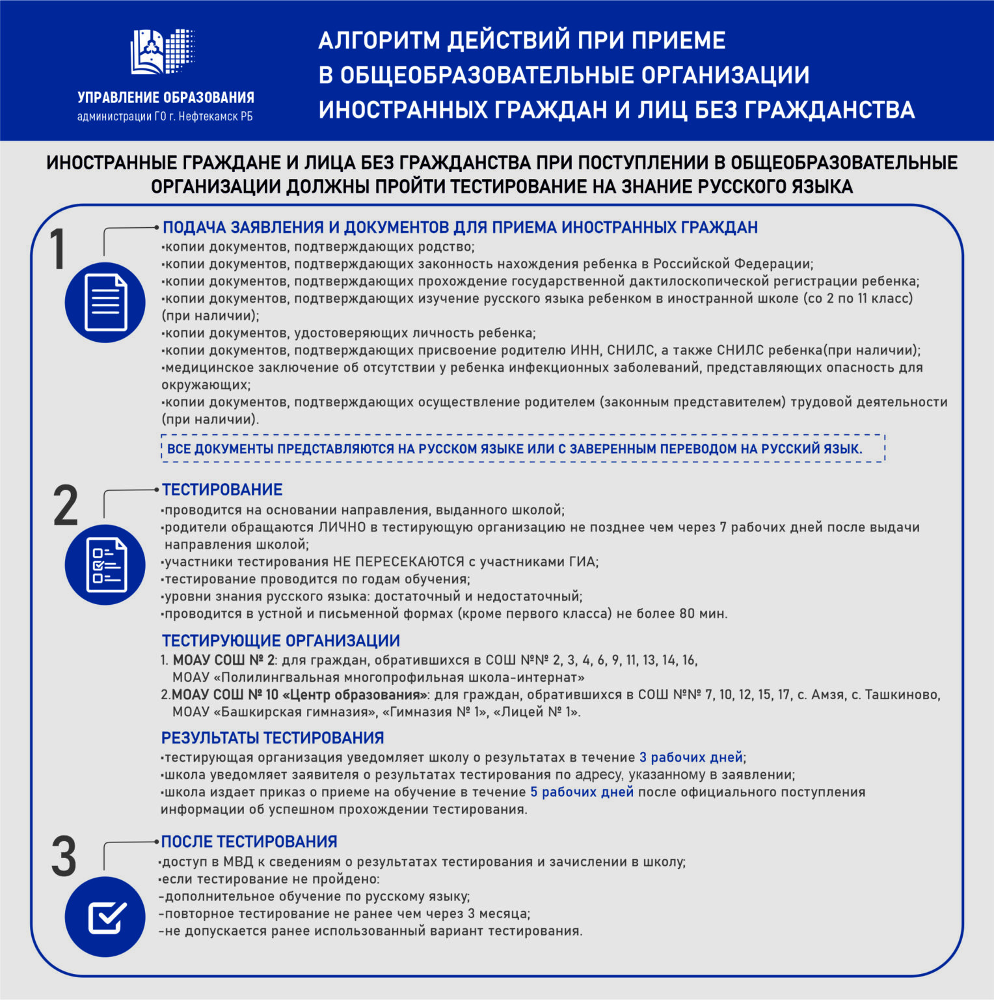 УПРАВЛЕНИЕ ОБРАЗОВАНИЯ
администрации ГО г. Нефтекамск РБ
АЛГОРИТМ ДЕЙСТВИЙ ПРИ ПРИЕМЕ
В ОБЩЕОБРАЗОВАТЕЛЬНЫЕ ОРГАНИЗАЦИИ
ИНОСТРАННЫХ ГРАЖДАН И ЛИЦ БЕЗ ГРАЖДАНСТВА
ИНОСТРАННЫЕ ГРАЖДАНЕ И ЛИЦА БЕЗ ГРАЖДАНСТВА ПРИ ПОСТУПЛЕНИИ В ОБЩЕОБРАЗОВАТЕЛЬНЫЕ
ОРГАНИЗАЦИИ ДОЛЖНЫ ПРОЙТИ ТЕСТИРОВАНИЕ НА ЗНАНИЕ РУССКОГО ЯЗЫКА
1
ПОДАЧА ЗАЯВЛЕНИЯ И ДОКУМЕНТОВ ДЛЯ ПРИЕМА ИНОСТРАННЫХ ГРАЖДАН
·копии документов, подтверждающих родство;
·копии документов, подтверждающих законность нахождения ребенка в Российской Федерации;
·копии документов, подтверждающих прохождение государственной дактилоскопической регистрации ребенка;
·копии документов, подтверждающих изучение русского языка ребенком в иностранной школе (со 2 по 11 класс)
(при наличии);
·копии документов, удостоверяющих личность ребенка;
·копии документов, подтверждающих присвоение родителю ИНН, СНИЛС, а также СНИЛС ребенка(при наличии);
·медицинское заключение об отсутствии у ребенка инфекционных заболеваний, представляющих опасность для
окружающих;
·копии документов, подтверждающих осуществление родителем (законным представителем) трудовой деятельности
(при наличии).
ВСЕ ДОКУМЕНТЫ ПРЕДСТАВЛЯЮТСЯ НА РУССКОМ ЯЗЫКЕ ИЛИ С ЗАВЕРЕННЫМ ПЕРЕВОДОМ НА РУССКИЙ ЯЗЫК.
2
ТЕСТИРОВАНИЕ
·проводится на основании направления, выданного школой;
·родители обращаются ЛИЧНО в тестирующую организацию не позднее чем через 7 рабочих дней после выдачи
направления школой;
·участники тестирования НЕ ПЕРЕСЕКАЮТСЯ с участниками ГИА;
·тестирование проводится по годам обучения;
·уровни знания русского языка: достаточный и недостаточный;
·проводится в устной и письменной формах (кроме первого класса) не более 80 мин.
ТЕСТИРУЮЩИЕ ОРГАНИЗАЦИИ
1. МОАУ СОШ № 2: для граждан, обратившихся в СОШ №№ 2, 3, 4, 6, 9, 11, 13, 14, 16,
МОАУ «Полилингвальная многопрофильная школа-интернат»
2.МОАУ СОШ № 10 «Центр образования»: для граждан, обратившихся в СОШ №№ 7, 10, 12, 15, 17, с. Амзя, с. Ташкиново,
МОАУ «Башкирская гимназия», «Гимназия № 1», «Лицей № 1».
РЕЗУЛЬТАТЫ ТЕСТИРОВАНИЯ
·тестирующая организация уведомляет школу о результатах в течение 3 рабочих дней;
·школа уведомляет заявителя о результатах тестирования по адресу, указанному в заявлении;
·школа издает приказ о приеме на обучение в течение 5 рабочих дней после официального поступления
информации об успешном прохождении тестирования.
3
ПОСЛЕ ТЕСТИРОВАНИЯ
·доступ в МВД к сведениям о результатах тестирования и зачислении в школу;
·если тестирование не пройдено:
-дополнительное обучение по русскому языку;
-повторное тестирование не ранее чем через 3 месяца;
-не допускается ранее использованный вариант тестирования.